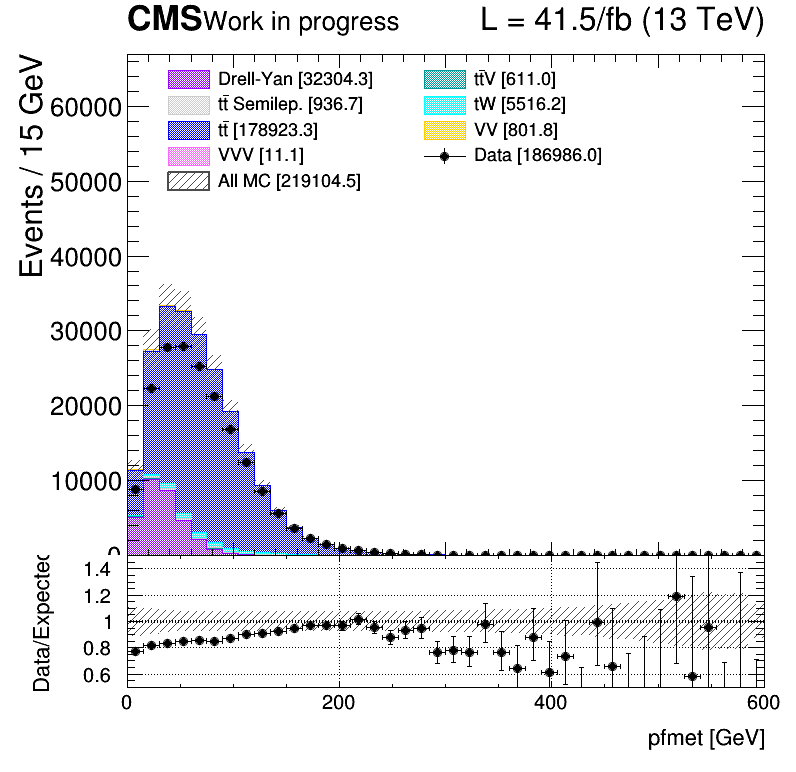 CMS Work in progress L = 41.5/fb (13 TeV)
Drell-Yan [32304.3] tt̄V [611.0]
tt̄ Semilep. [936.7] tW [5516.2]
tt̄ [178923.3] VV [801.8]
VVV [11.1] Data [186986.0]
All MC [219104.5]
Events / 15 GeV
60000
50000
40000
30000
20000
10000
0
Data/Expected
1.4
1.2
1
0.8
0.6
0 200 400 600
pfmet [GeV]